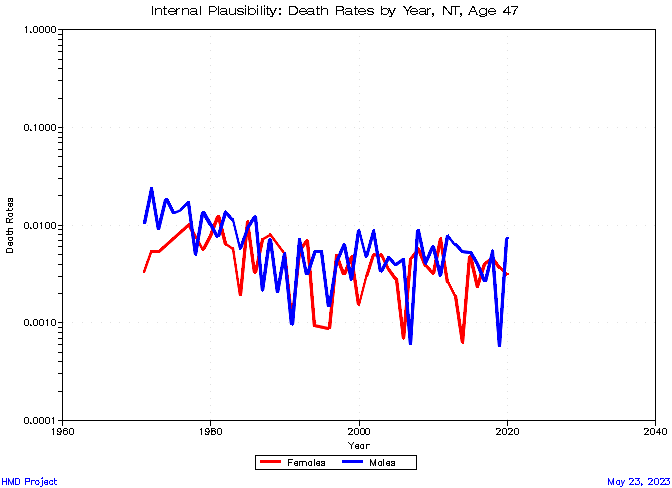 Internal Plausibility: Death Rates by Year, NT, Age 47
1.0000
0.1000
0.0100
0.0010
0.0001
Death Rates
1960 1980 2000 2020 2040
Year
Females Males
HMD Project May 23, 2023